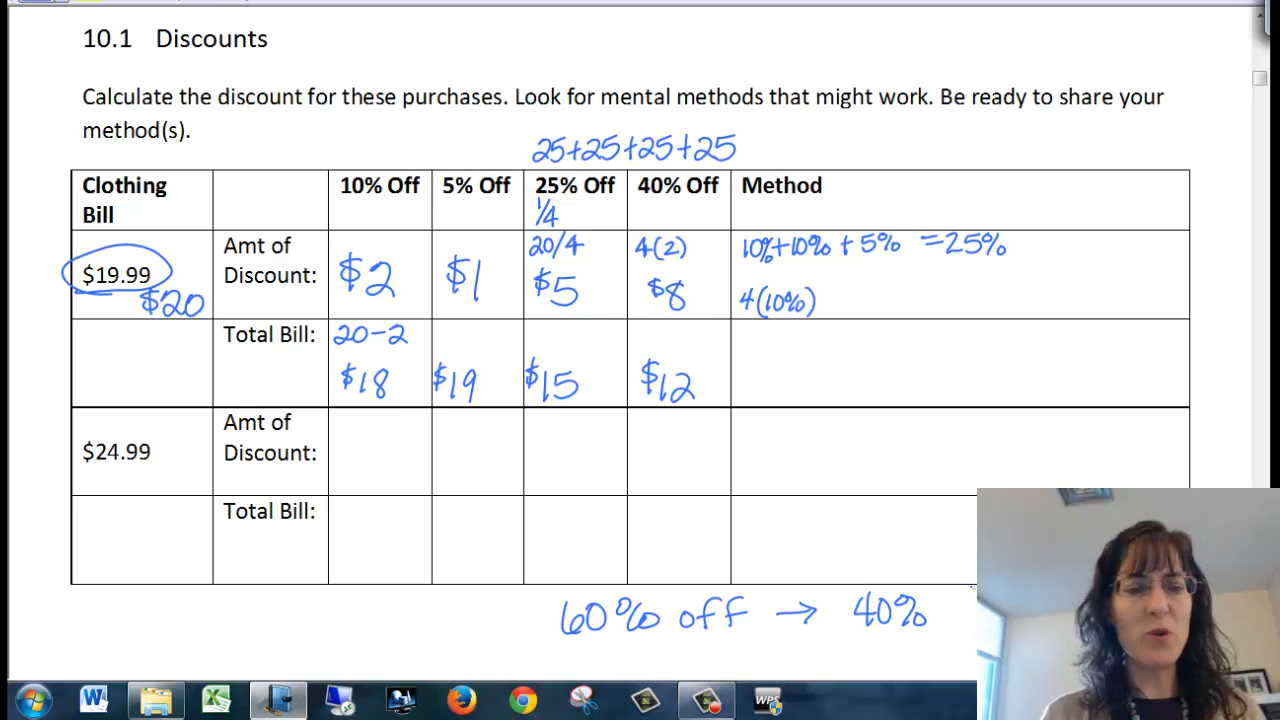 10.1 Discounts
Calculate the discount for these purchases. Look for mental methods that might work. Be ready to share your
method(s).
25+25+25+25
Clothing Bill 10% Off 5% Off 25% Off 40% Off Method
1/4
$19.99 Amt of Discount: $2 $1 20/4 4(2) 10%+10%+5% =25%
$20 $5 $8 4(10%)
Total Bill: 20-2
$18 $19 $15 $12
$24.99 Amt of Discount:
Total Bill:
60% off → 40%
WPS